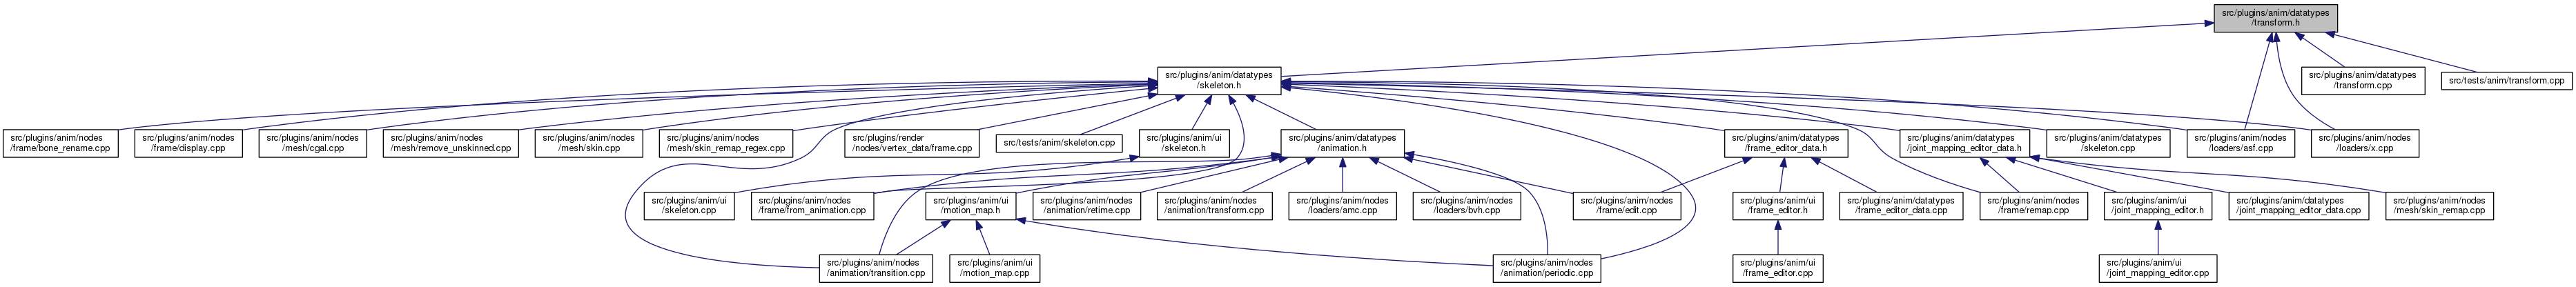 src/plugins/anim/datatypes
/transform.h
src/plugins/anim/datatypes
/skeleton.h
src/plugins/anim/datatypes
/transform.cpp
src/tests/anim/transform.cpp
src/plugins/anim/nodes
/frame/bone_rename.cpp
src/plugins/anim/nodes
/frame/display.cpp
src/plugins/anim/nodes
/mesh/cgal.cpp
src/plugins/anim/nodes
/mesh/remove_unskinned.cpp
src/plugins/anim/nodes
/mesh/skin.cpp
src/plugins/anim/nodes
/mesh/skin_remap_regex.cpp
src/plugins/render
/nodes/vertex_data/frame.cpp
src/tests/anim/skeleton.cpp
src/plugins/anim/ui
/skeleton.h
src/plugins/anim/datatypes
/animation.h
src/plugins/anim/datatypes
/frame_editor_data.h
src/plugins/anim/datatypes
/joint_mapping_editor_data.h
src/plugins/anim/datatypes
/skeleton.cpp
src/plugins/anim/nodes
/loaders/asf.cpp
src/plugins/anim/nodes
/loaders/x.cpp
src/plugins/anim/ui
/skeleton.cpp
src/plugins/anim/nodes
/frame/from_animation.cpp
src/plugins/anim/ui
/motion_map.h
src/plugins/anim/nodes
/animation/retime.cpp
src/plugins/anim/nodes
/animation/transform.cpp
src/plugins/anim/nodes
/loaders/amc.cpp
src/plugins/anim/nodes
/loaders/bvh.cpp
src/plugins/anim/nodes
/frame/edit.cpp
src/plugins/anim/ui
/frame_editor.h
src/plugins/anim/datatypes
/frame_editor_data.cpp
src/plugins/anim/nodes
/frame/remap.cpp
src/plugins/anim/ui
/joint_mapping_editor.h
src/plugins/anim/datatypes
/joint_mapping_editor_data.cpp
src/plugins/anim/nodes
/mesh/skin_remap.cpp
src/plugins/anim/nodes
/animation/transition.cpp
src/plugins/anim/ui
/motion_map.cpp
src/plugins/anim/nodes
/animation/periodic.cpp
src/plugins/anim/ui
/frame_editor.cpp
src/plugins/anim/ui
/joint_mapping_editor.cpp